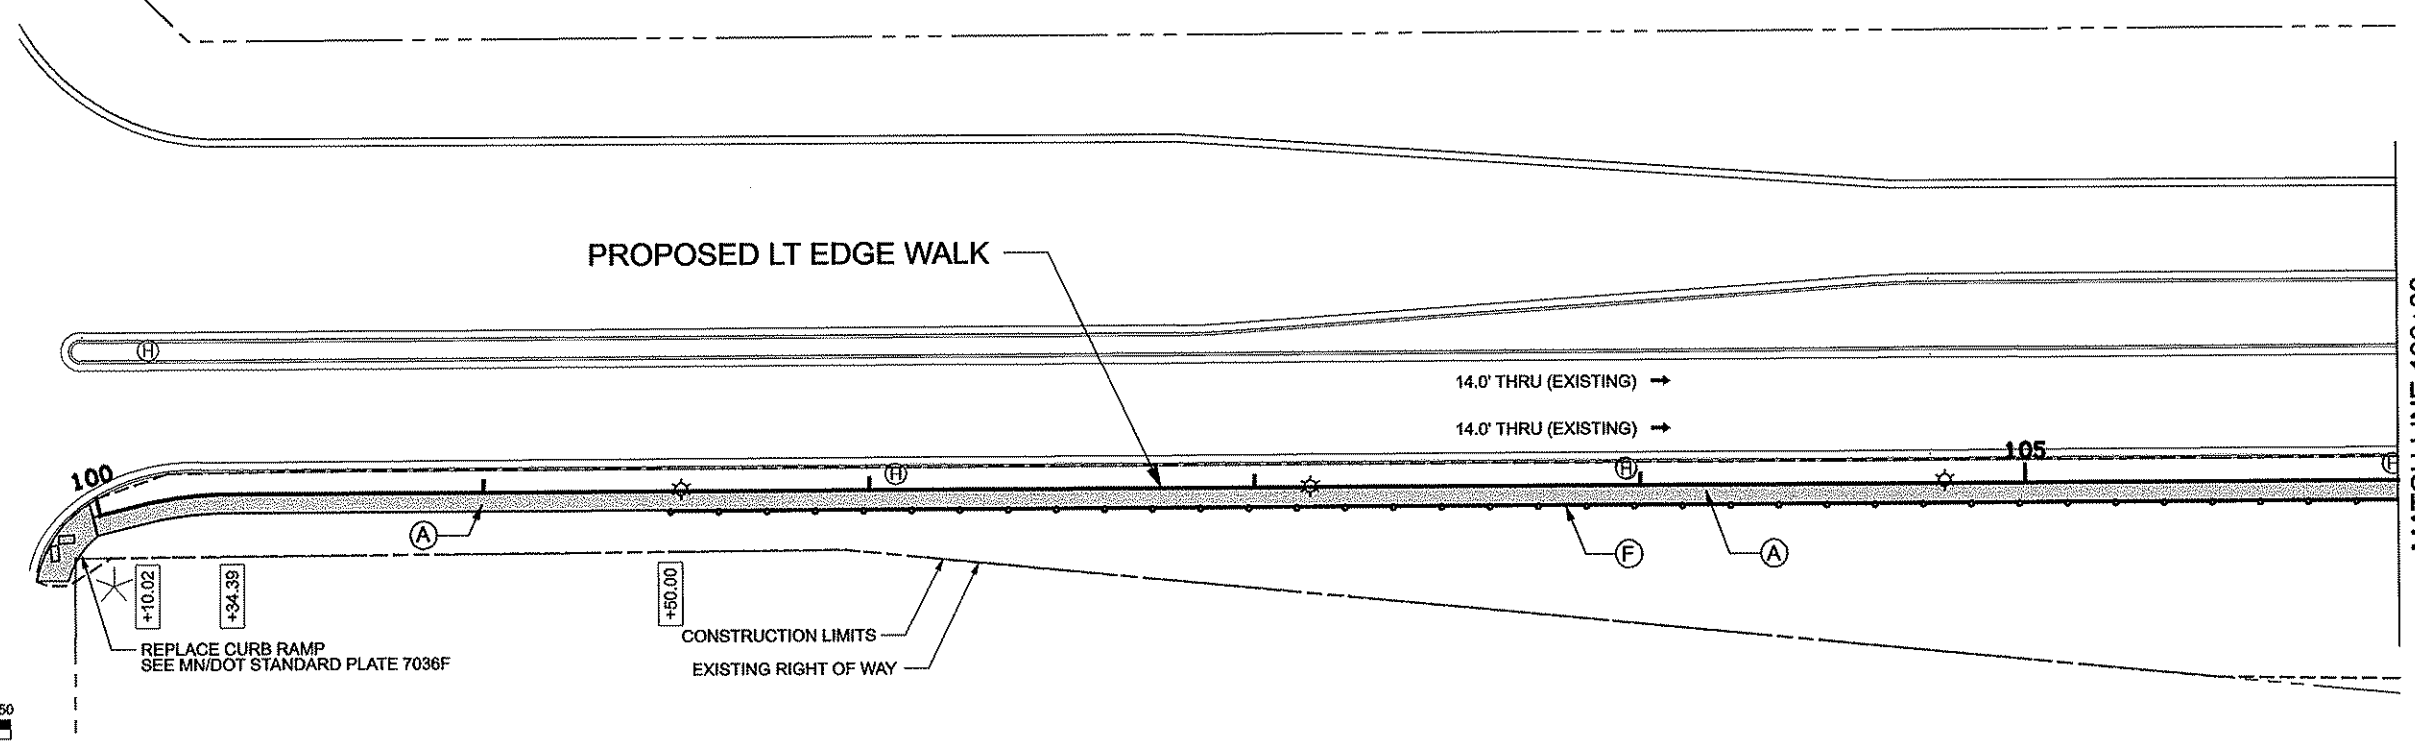 PROPOSED LT EDGE WALK
H
14.0' THRU (EXISTING)
14.0' THRU (EXISTING)
105
100
H
H
A
F
A
+10.02
+34.39
+50.00
CONSTRUCTION LIMITS
REPLACE CURB RAMP
SEE MN/DOT STANDARD PLATE 7036F
EXISTING RIGHT OF WAY
50